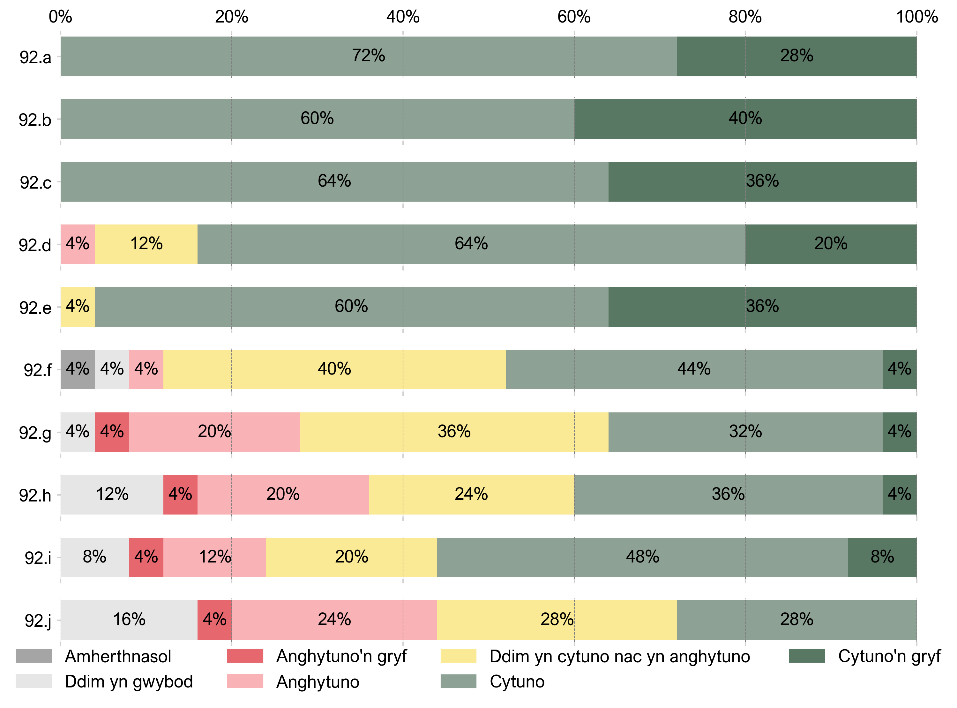 0% 20% 40% 60% 80% 100%
92.a 72% 28%
92.b 60% 40%
92.c 64% 36%
92.d 4% 12% 64% 20%
92.e 4% 60% 36%
92.f 4% 4% 4% 40% 44% 4%
92.g 4% 4% 20% 36% 32% 4%
92.h 12% 4% 20% 24% 36% 4%
92.i 8% 4% 12% 20% 48% 8%
92.j 16% 4% 24% 28% 28%
Amherthnasol Anghytuno'n gryf Ddim yn cytuno nac yn anghytuno Cytuno'n gryf
Ddim yn gwybod Anghytuno Cytuno